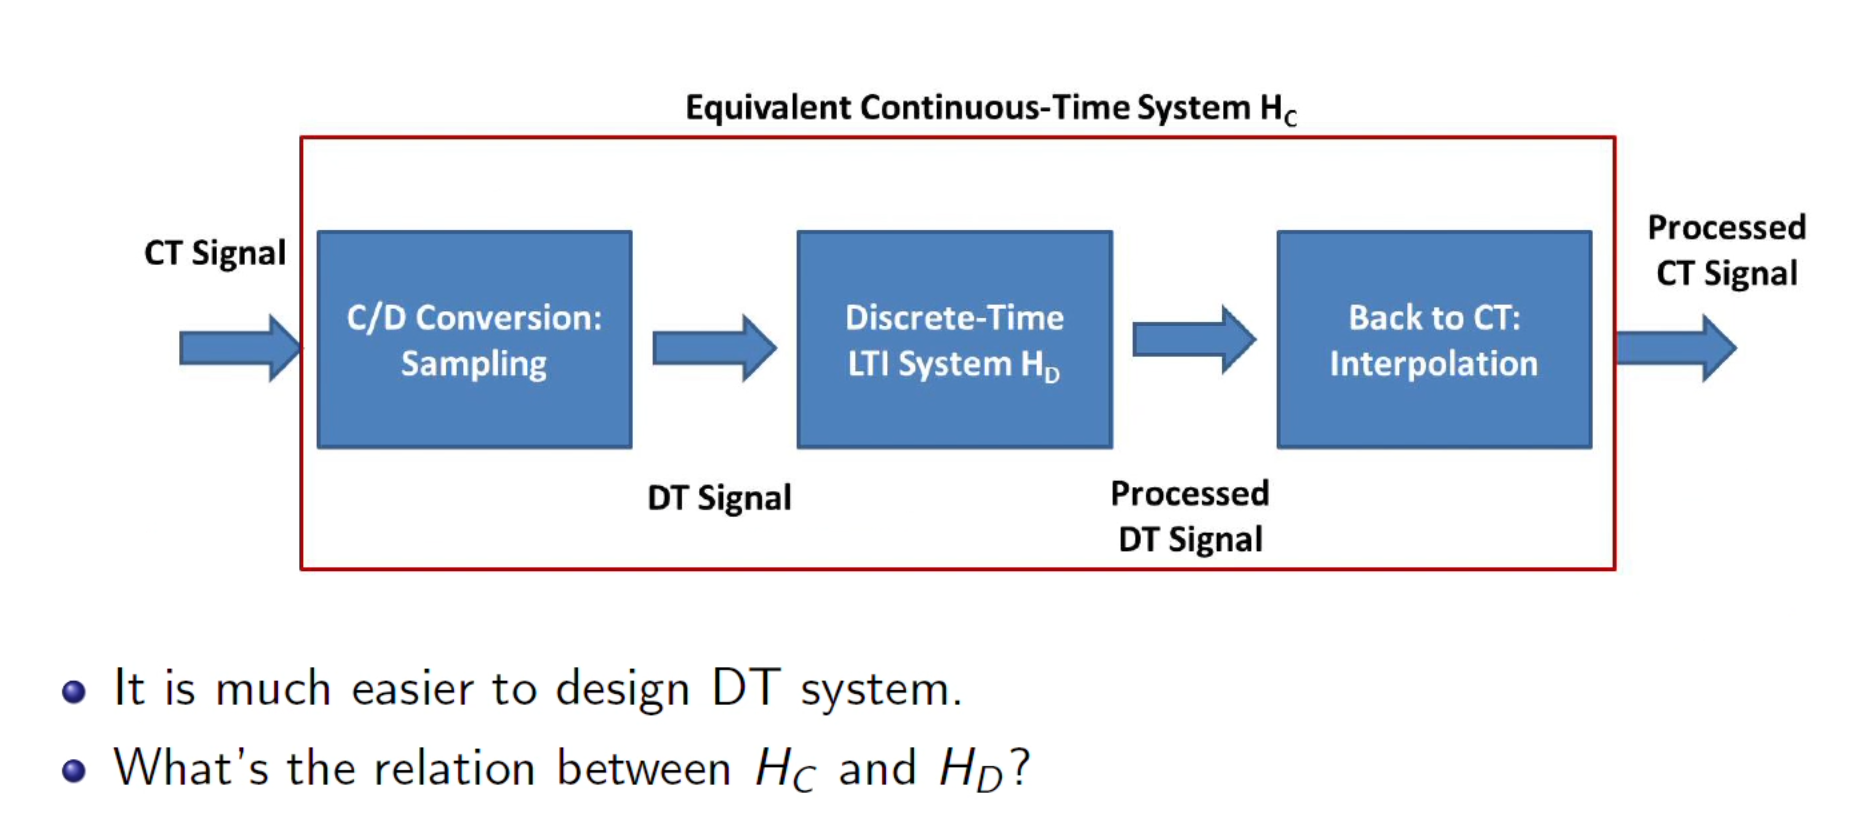 Equivalent Continuous-Time System H_C
CT Signal
C/D Conversion:
Sampling
DT Signal
Discrete-Time
LTI System H_D
Processed
DT Signal
Back to CT:
Interpolation
Processed
CT Signal
It is much easier to design DT system.
What's the relation between H_C and H_D?